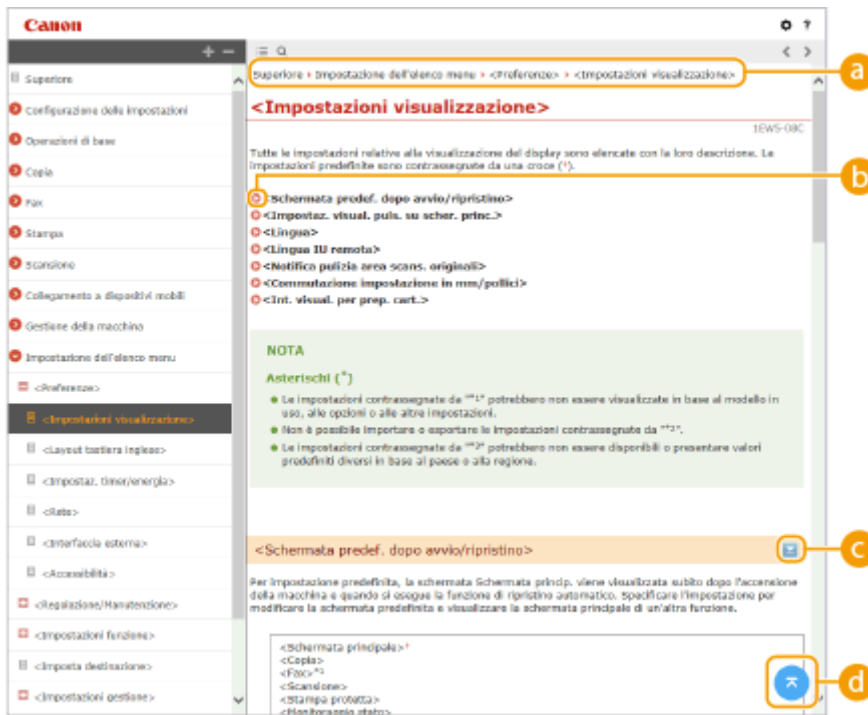 Canon
?
+ −
< >
Superiore
Configurazione delle impostazioni
Operazioni di base
Copia
Fax
Stampa
Scansione
Collegamento a dispositivi mobili
Gestione della macchina
Impostazione dell'elenco menu
<Preferenze>
<Impostazioni visualizzazione>
<Layout tastiera inglese>
<Impostaz. timer/energia>
<Rete>
<Interfaccia esterna>
<Accessibilità>
<Regolazione/Manutenzione>
<Impostazioni funzione>
<Imposta destinazione>
<Impostazioni gestione>
Superiore › Impostazione dell'elenco menu › <Preferenze> › <Impostazioni visualizzazione>
a
<Impostazioni visualizzazione>
1EWS-08C
Tutte le impostazioni relative alla visualizzazione del display sono elencate con la loro descrizione. Le
impostazioni predefinite sono contrassegnate da una croce (†).
b
<Schermata predef. dopo avvio/ripristino>
<Impostaz. visual. puls. su scher. princ.>
<Lingua>
<Lingua IU remota>
<Notifica pulizia area scans. originali>
<Commutazione impostazione in mm/pollici>
<Int. visual. per prep. cart.>
NOTA
Asterischi (*)
Le impostazioni contrassegnate da "*1" potrebbero non essere visualizzate in base al modello in
uso, alle opzioni o alle altre impostazioni.
Non è possibile importare o esportare le impostazioni contrassegnate da "*2".
Le impostazioni contrassegnate da "*3" potrebbero non essere disponibili o presentare valori
predefiniti diversi in base al paese o alla regione.
<Schermata predef. dopo avvio/ripristino>
c
Per impostazione predefinita, la schermata Schermata princip. viene visualizzata subito dopo l'accensione
della macchina e quando si esegue la funzione di ripristino automatico. Specificare l'impostazione per
modificare la schermata predefinita e visualizzare la schermata principale di un'altra funzione.
<Schermata principale>†
<Copia>
<Fax>*1
<Scansione>
<Stampa protetta>
<Monitoraggio stato>
d